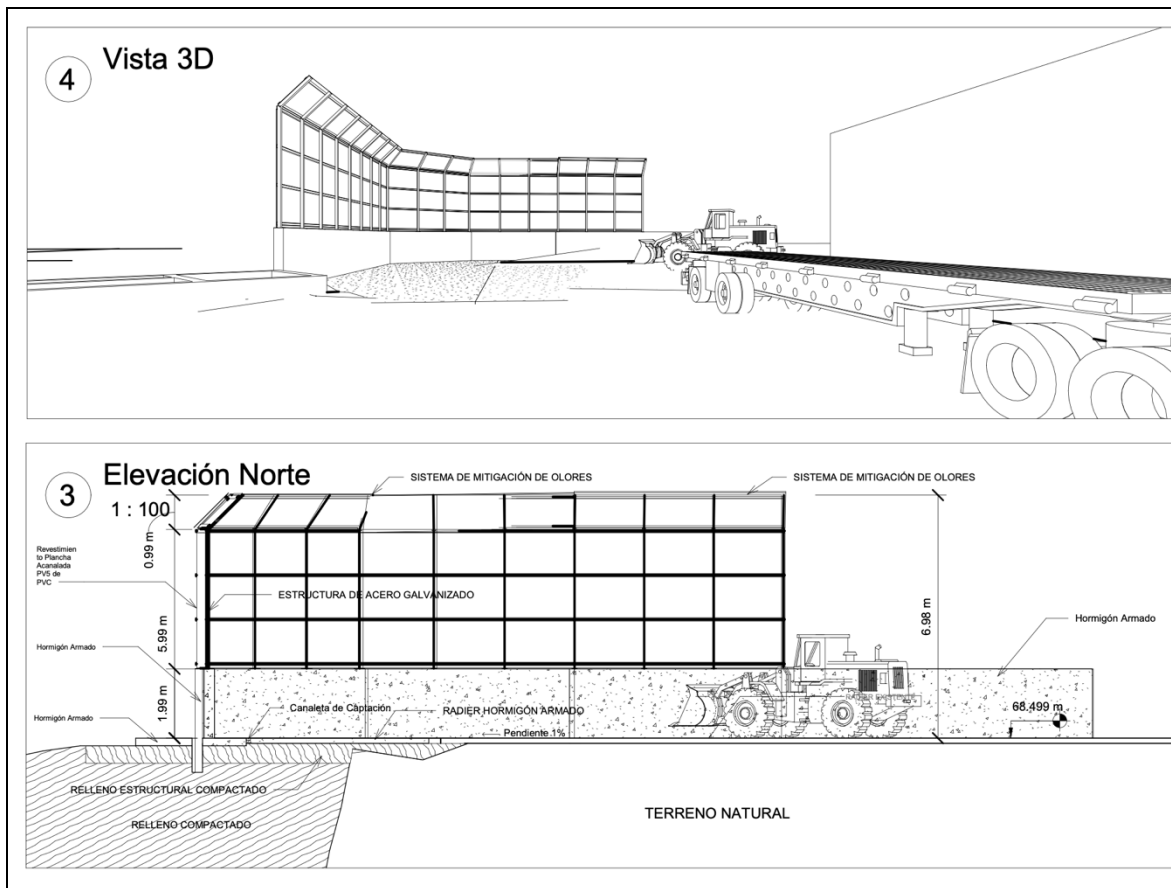 4
Vista 3D
3
Elevación Norte
1 : 100
SISTEMA DE MITIGACIÓN DE OLORES
SISTEMA DE MITIGACIÓN DE OLORES
0.99 m
Revestimien
to Plancha
Acanalada
PV5 de
PVC
ESTRUCTURA DE ACERO GALVANIZADO
5.99 m
6.98 m
Hormigón Armado
Hormigón Armado
1.99 m
Canaleta de Captación
RADIER HORMIGÓN ARMADO
68.499 m
Hormigón Armado
Pendiente 1%
RELLENO ESTRUCTURAL COMPACTADO
TERRENO NATURAL
RELLENO COMPACTADO